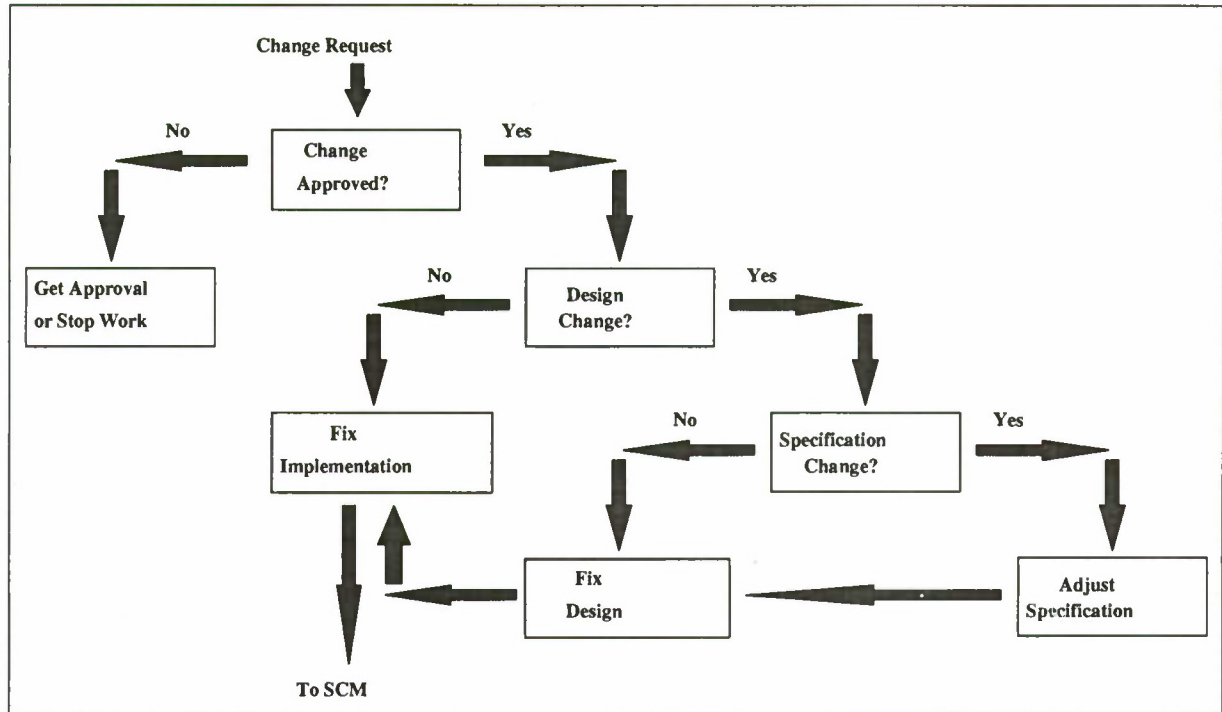 Change Request
No
Yes
Change
Approved?
Get Approval
or Stop Work
No
Yes
Design
Change?
Fix
Implementation
No
Yes
Specification
Change?
Fix
Design
Adjust
Specification
To SCM